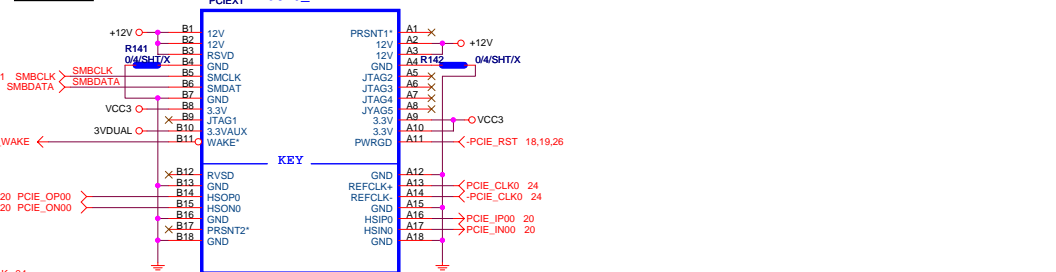 PCIEX1
+12V B1 12V PRSNT1* A1
B2 12V 12V A2 +12V
R141 B3 RSVD 12V A3
0/4/SHT/X B4 GND GND A4 R142 0/4/SHT/X
1 SMBCLK SMBCLK B5 SMCLK JTAG2 A5
SMBDATA SMBDATA B6 SMDAT JTAG3 A6
B7 GND JTAG4 A7
VCC3 B8 3.3V JYAG5 A8
B9 JTAG1 3.3V A9 VCC3
3VDUAL B10 3.3VAUX 3.3V A10
_WAKE B11 WAKE* PWRGD A11 -PCIE_RST 18,19,26
KEY
B12 RVSD GND A12
B13 GND REFCLK+ A13 PCIE_CLK0 24
20 PCIE_OP00 B14 HSOP0 REFCLK- A14 -PCIE_CLK0 24
20 PCIE_ON00 B15 HSON0 GND A15
B16 GND HSIP0 A16 PCIE_IP00 20
B17 PRSNT2* HSIN0 A17 PCIE_IN00 20
B18 GND GND A18